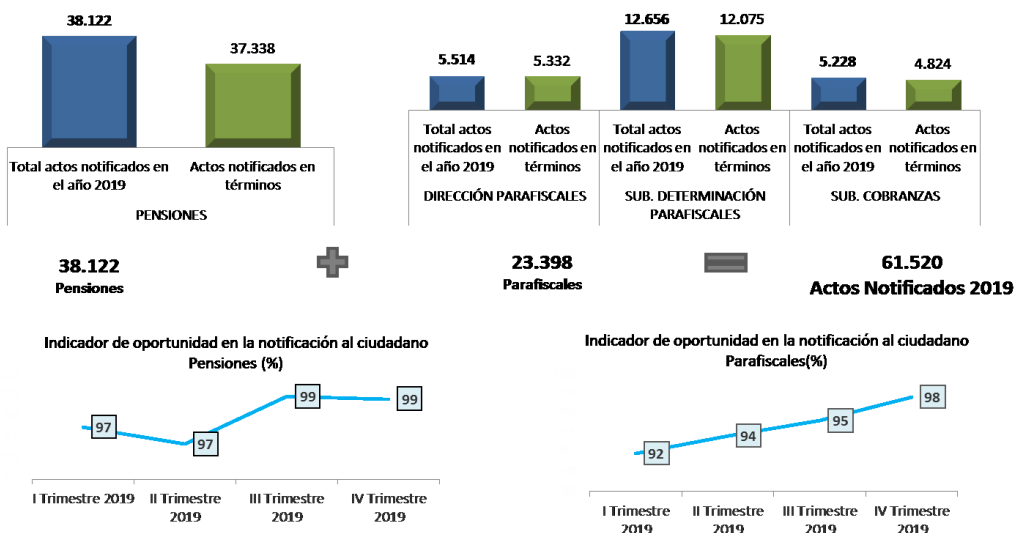 38.122
37.338
Total actos notificados en
el año 2019
Actos notificados en
términos
PENSIONES
5.514
5.332
12.656
12.075
5.228
4.824
Total actos
notificados en
el año 2019
Actos
notificados en
términos
Total actos
notificados en
el año 2019
Actos
notificados en
términos
Total actos
notificados en
el año 2019
Actos
notificados en
términos
DIRECCIÓN PARAFISCALES
SUB. DETERMINACIÓN
PARAFISCALES
SUB. COBRANZAS
38.122
Pensiones
23.398
Parafiscales
61.520
Actos Notificados 2019
Indicador de oportunidad en la notificación al ciudadano
Pensiones (%)
97
97
99
99
I Trimestre 2019
II Trimestre
2019
III Trimestre
2019
IV Trimestre
2019
Indicador de oportunidad en la notificación al ciudadano
Parafiscales(%)
92
94
95
98
I Trimestre
2019
II Trimestre
2019
III Trimestre
2019
IV Trimestre
2019